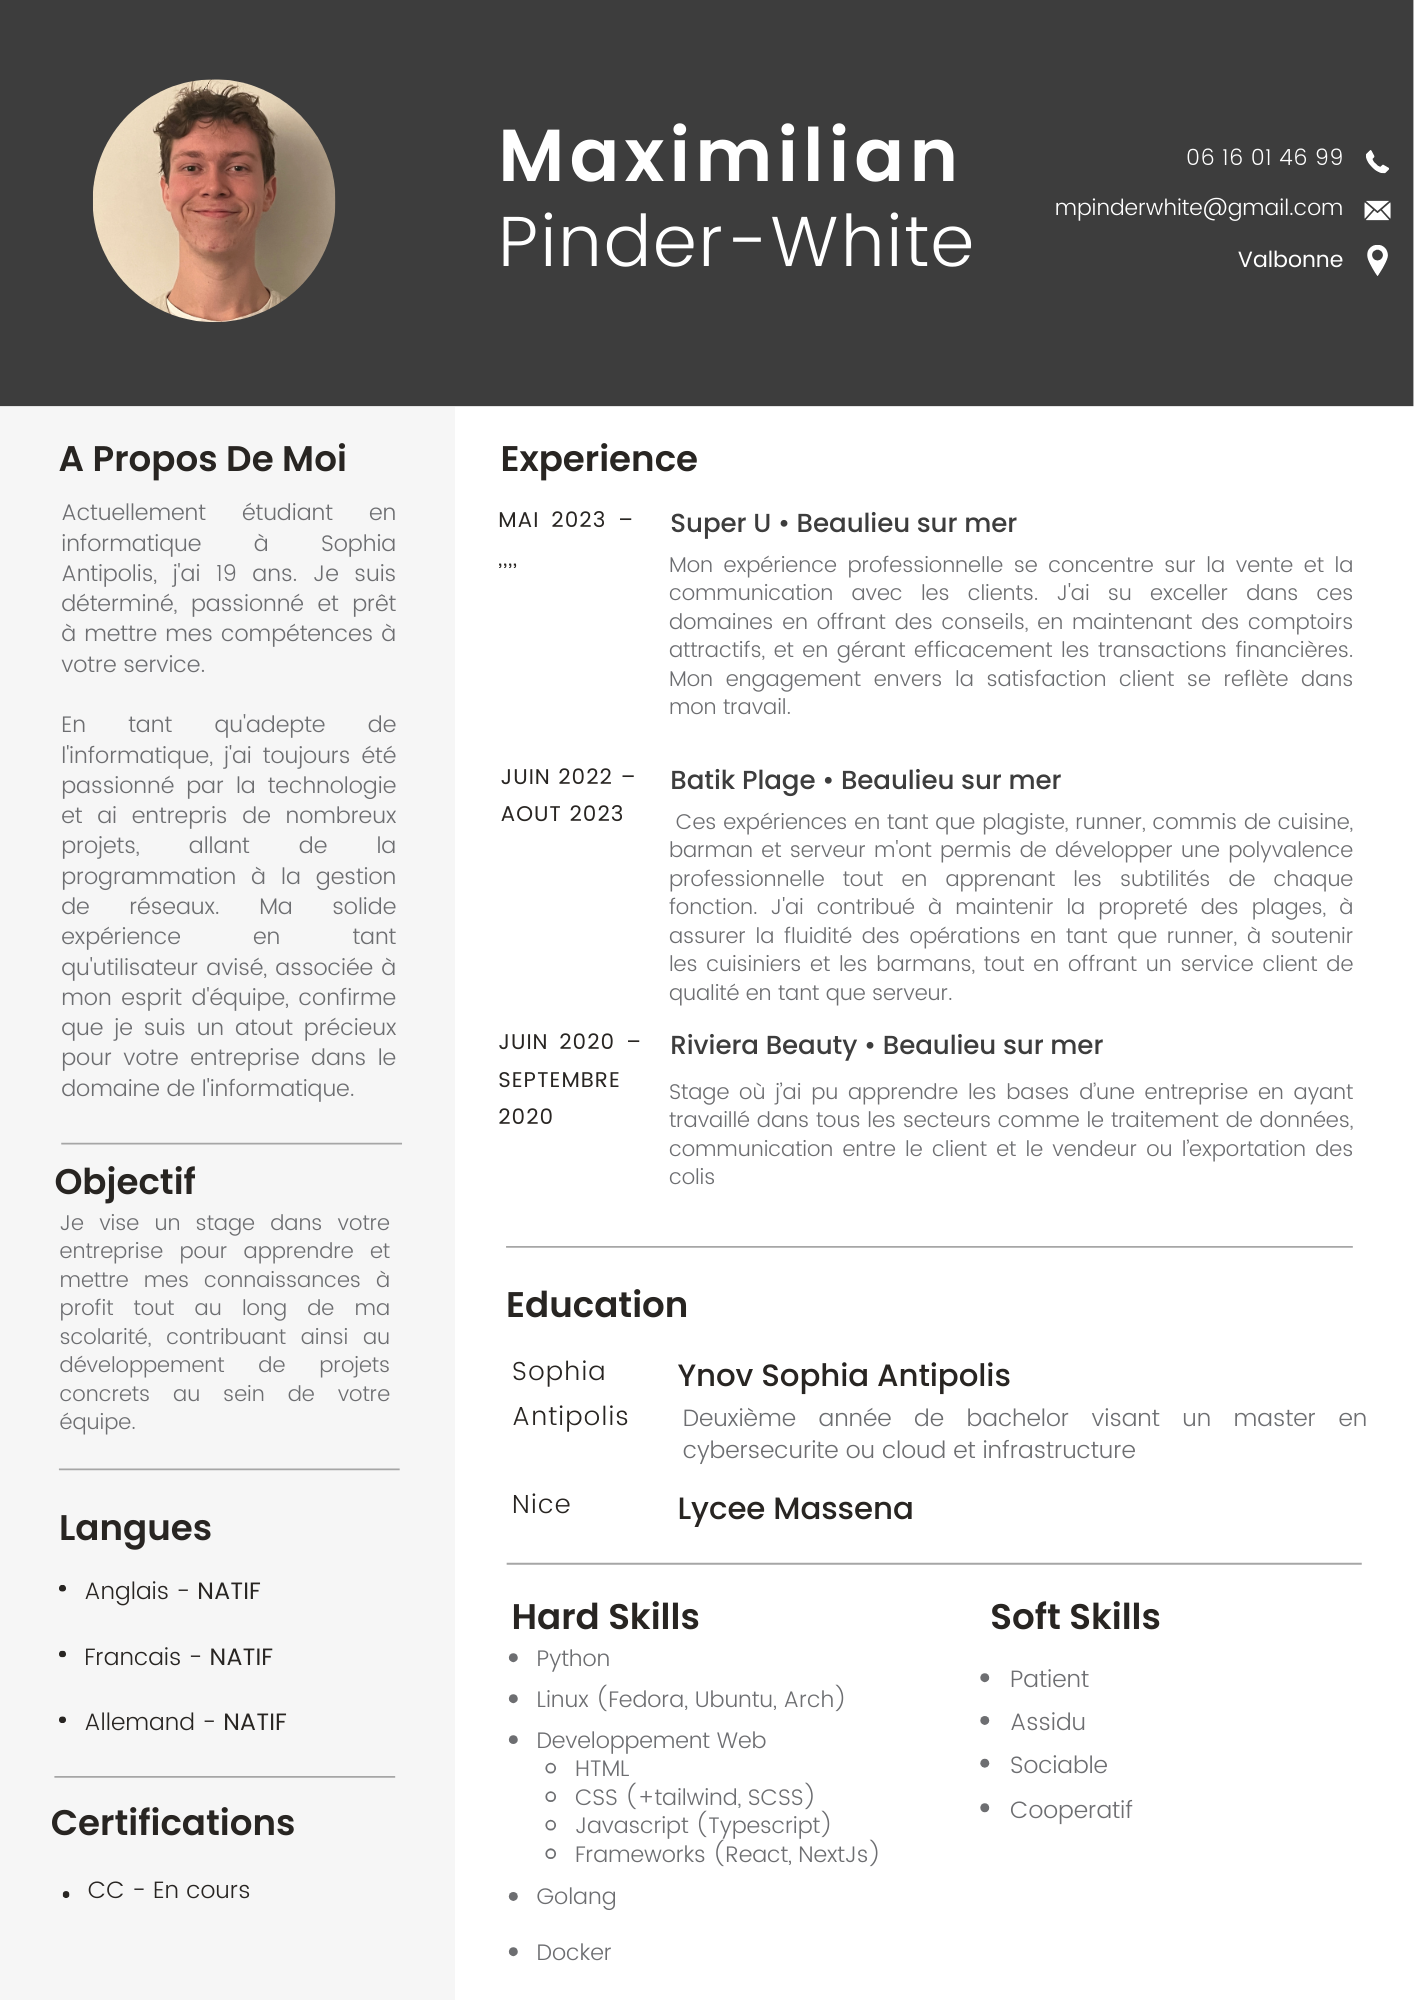 Maximilian
Pinder-White
06 16 01 46 99
mpinderwhite@gmail.com
Valbonne
A Propos De Moi
Actuellement étudiant en
informatique à Sophia
Antipolis, j'ai 19 ans. Je suis
déterminé, passionné et prêt
à mettre mes compétences à
votre service.
En tant qu'adepte de
l'informatique, j'ai toujours été
passionné par la technologie
et ai entrepris de nombreux
projets, allant de la
programmation à la gestion
de réseaux. Ma solide
expérience en tant
qu'utilisateur avisé, associée à
mon esprit d'équipe, confirme
que je suis un atout précieux
pour votre entreprise dans le
domaine de l'informatique.
Objectif
Je vise un stage dans votre
entreprise pour apprendre et
mettre mes connaissances à
profit tout au long de ma
scolarité, contribuant ainsi au
développement de projets
concrets au sein de votre
équipe.
Langues
• Anglais - NATIF
• Francais - NATIF
• Allemand - NATIF
Certifications
• CC - En cours
Experience
MAI 2023 –
,,,,
Super U • Beaulieu sur mer
Mon expérience professionnelle se concentre sur la vente et la
communication avec les clients. J'ai su exceller dans ces
domaines en offrant des conseils, en maintenant des comptoirs
attractifs, et en gérant efficacement les transactions financières.
Mon engagement envers la satisfaction client se reflète dans
mon travail.
JUIN 2022 –
AOUT 2023
Batik Plage • Beaulieu sur mer
Ces expériences en tant que plagiste, runner, commis de cuisine,
barman et serveur m'ont permis de développer une polyvalence
professionnelle tout en apprenant les subtilités de chaque
fonction. J'ai contribué à maintenir la propreté des plages, à
assurer la fluidité des opérations en tant que runner, à soutenir
les cuisiniers et les barmans, tout en offrant un service client de
qualité en tant que serveur.
JUIN 2020 –
SEPTEMBRE
2020
Riviera Beauty • Beaulieu sur mer
Stage où j'ai pu apprendre les bases d'une entreprise en ayant
travaillé dans tous les secteurs comme le traitement de données,
communication entre le client et le vendeur ou l'exportation des
colis
Education
Sophia
Antipolis
Ynov Sophia Antipolis
Deuxième année de bachelor visant un master en
cybersecurite ou cloud et infrastructure
Nice
Lycee Massena
Hard Skills
• Python
• Linux (Fedora, Ubuntu, Arch)
• Developpement Web
○ HTML
○ CSS (+tailwind, SCSS)
○ Javascript (Typescript)
○ Frameworks (React, NextJs)
• Golang
• Docker
Soft Skills
• Patient
• Assidu
• Sociable
• Cooperatif